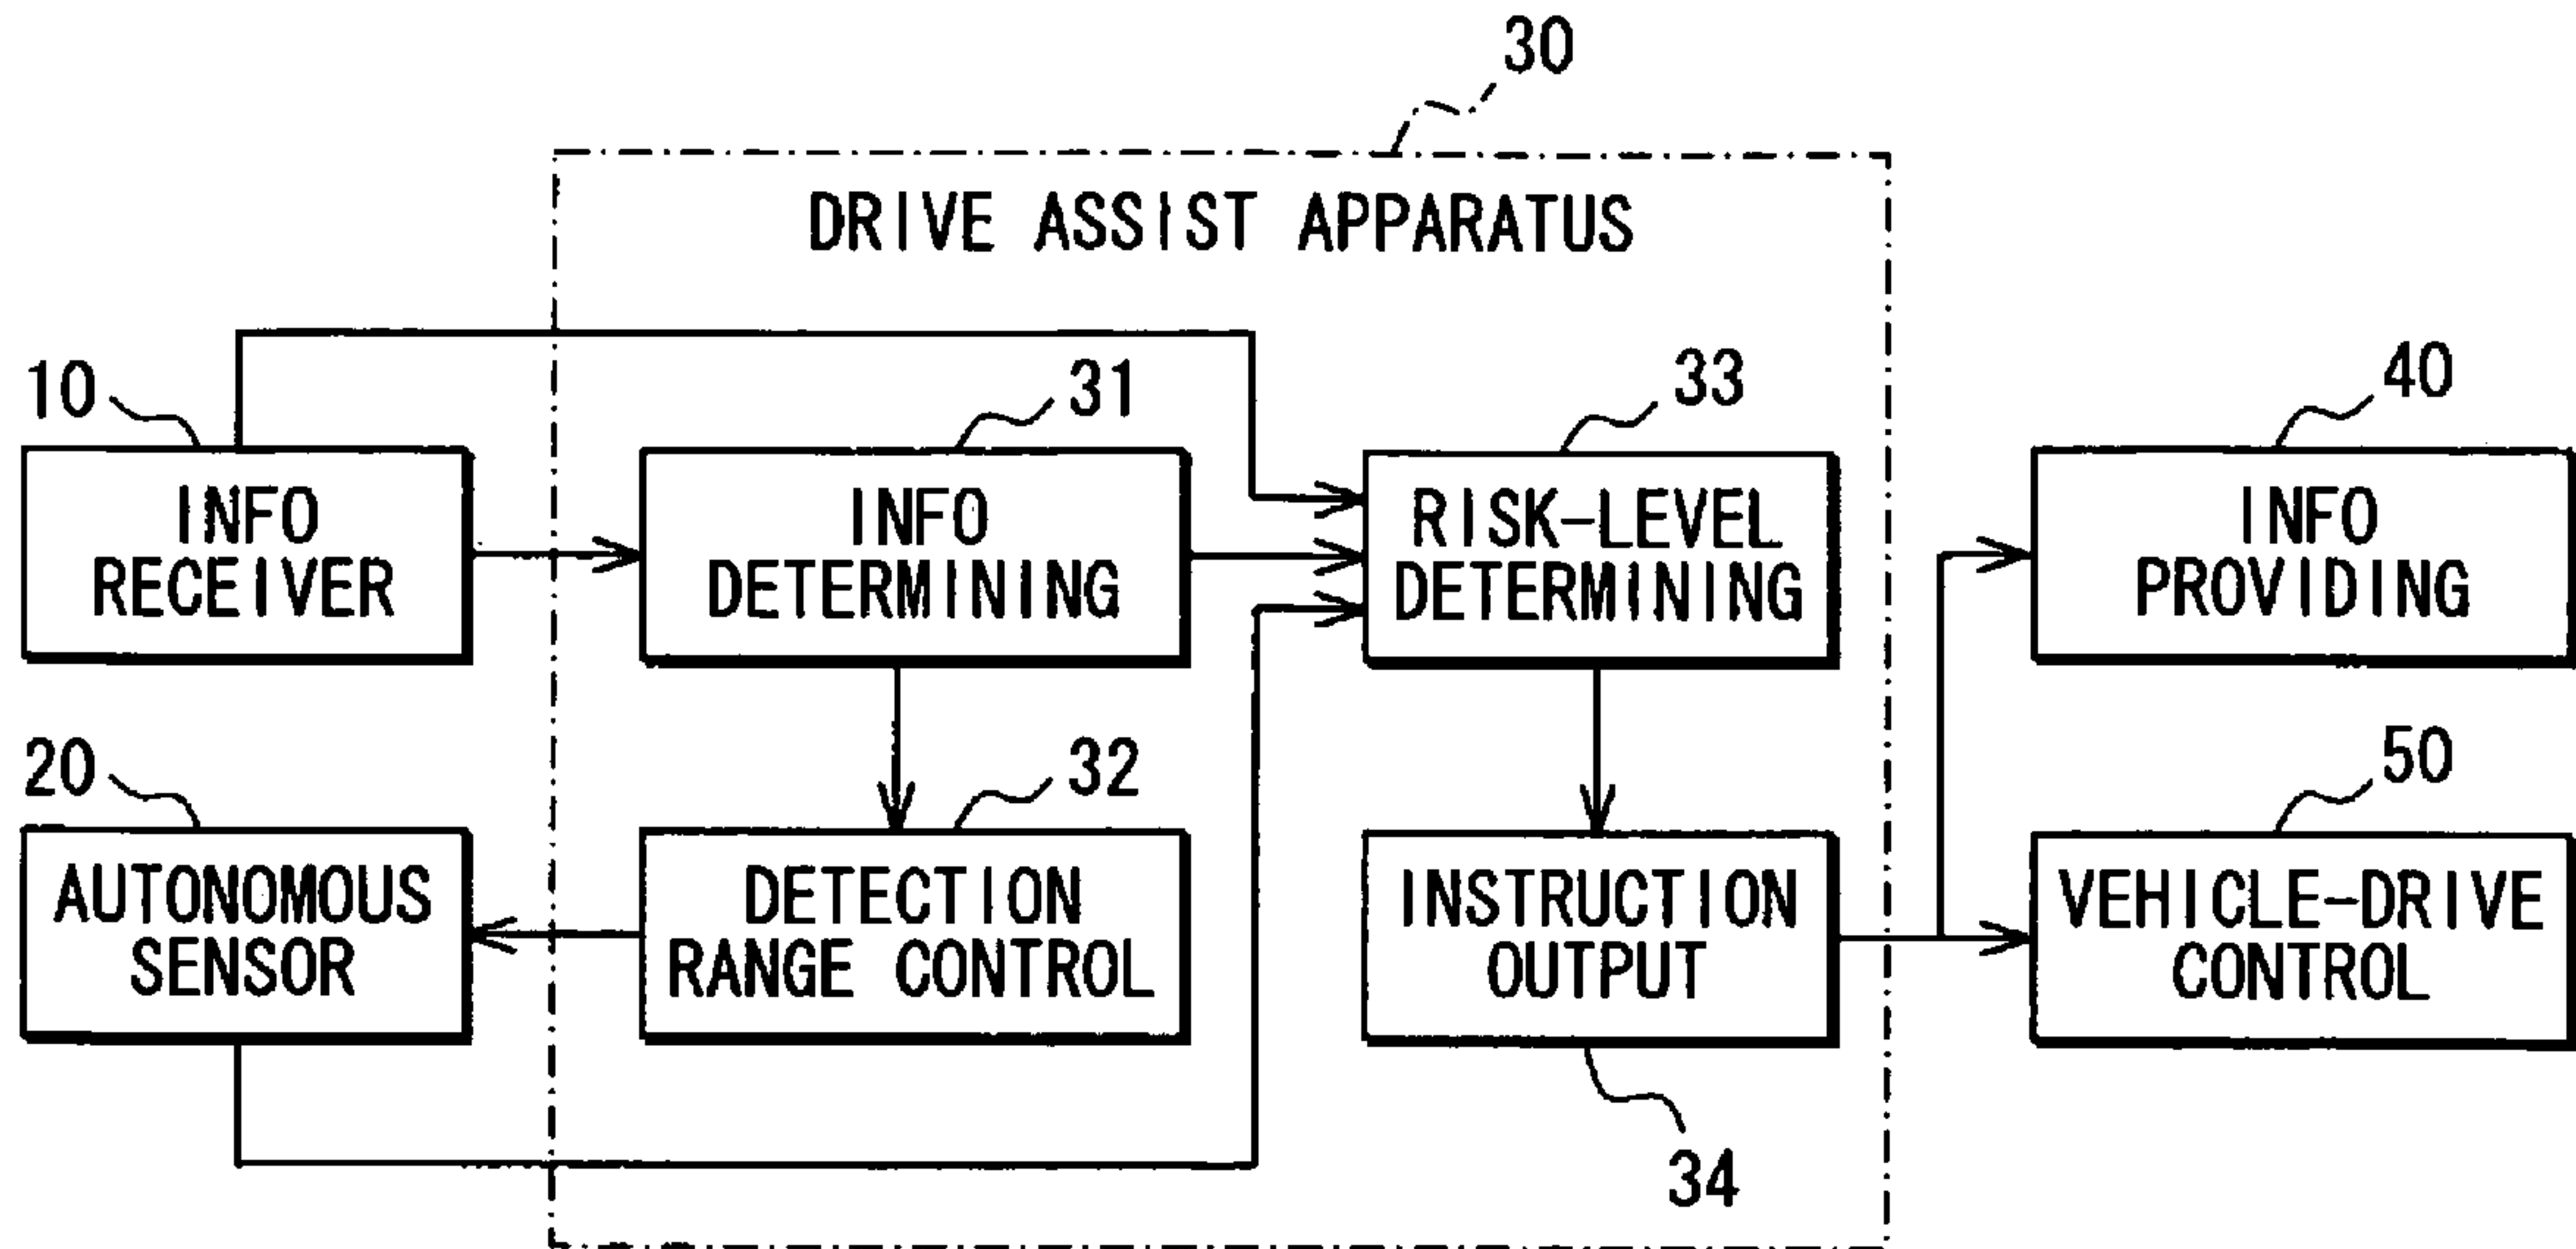 30
DRIVE ASSIST APPARATUS
10
31
33
40
INFO
RECEIVER
INFO
DETERMINING
RISK-LEVEL
DETERMINING
INFO
PROVIDING
20
32
50
AUTONOMOUS
SENSOR
DETECTION
RANGE CONTROL
INSTRUCTION
OUTPUT
VEHICLE-DRIVE
CONTROL
34